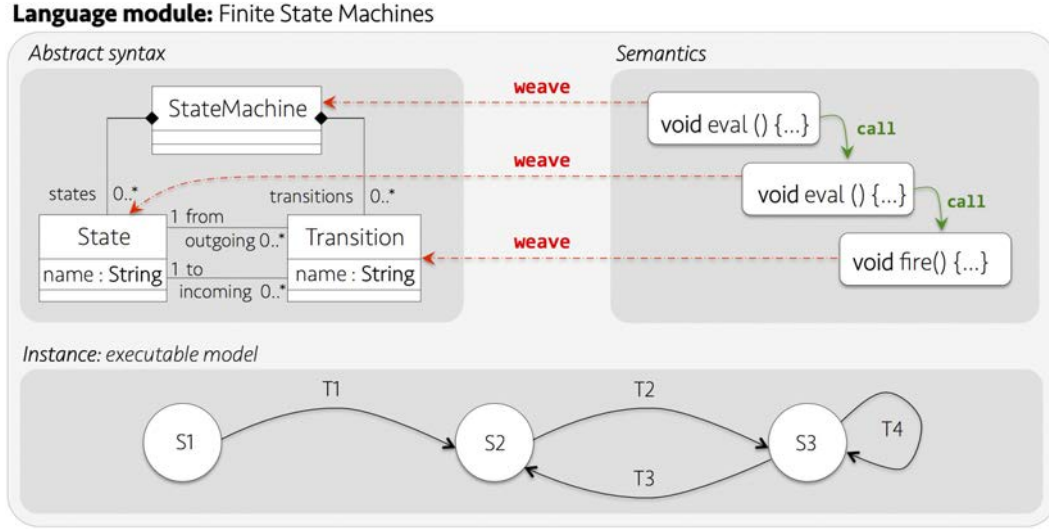 Language module: Finite State Machines
Abstract syntax
Semantics
StateMachine
weave
void eval () {...}
call
states 0..*
transitions 0..*
weave
void eval () {...}
call
State
1 from
outgoing 0..*
Transition
weave
void fire() {...}
name : String
1 to
incoming 0..*
name : String
Instance: executable model
T1
T2
S1
S2
S3
T4
T3